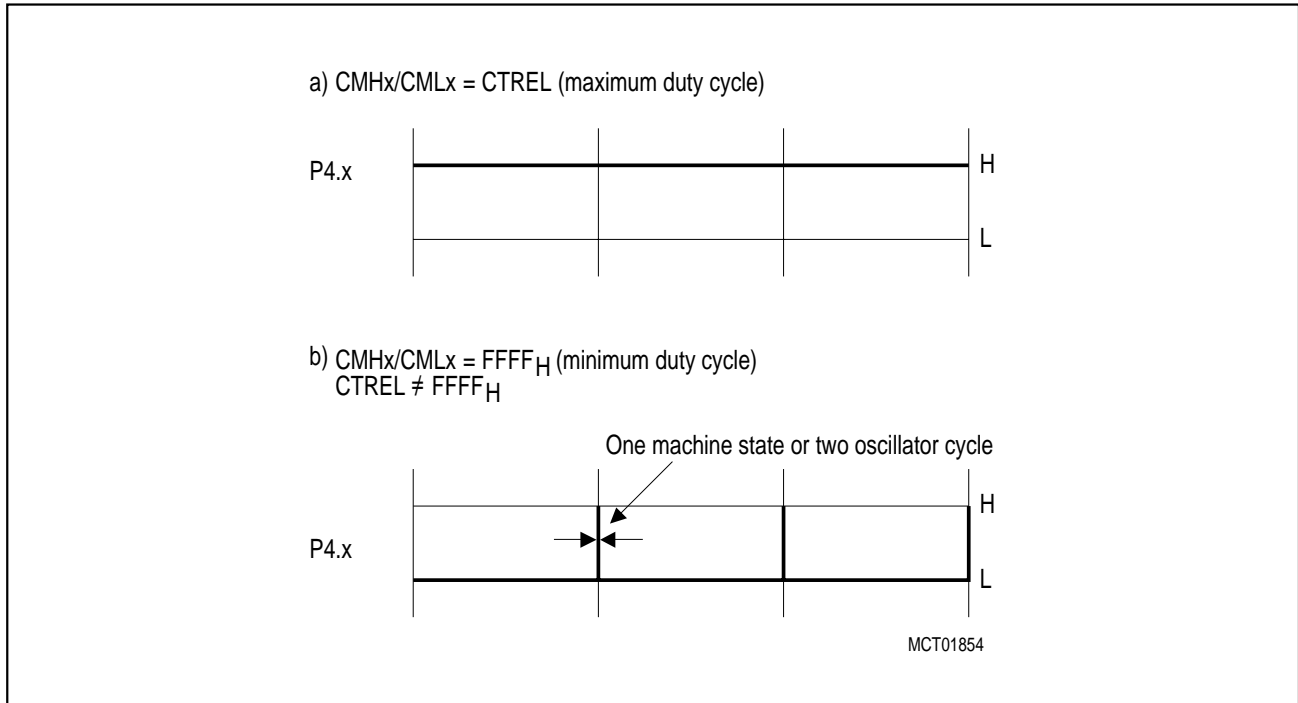 a) CMHx/CMLx = CTREL (maximum duty cycle)
P4.x
H
L
b) CMHx/CMLx = FFFFH (minimum duty cycle)
CTREL ≠ FFFFH
One machine state or two oscillator cycle
H
P4.x
L
MCT01854